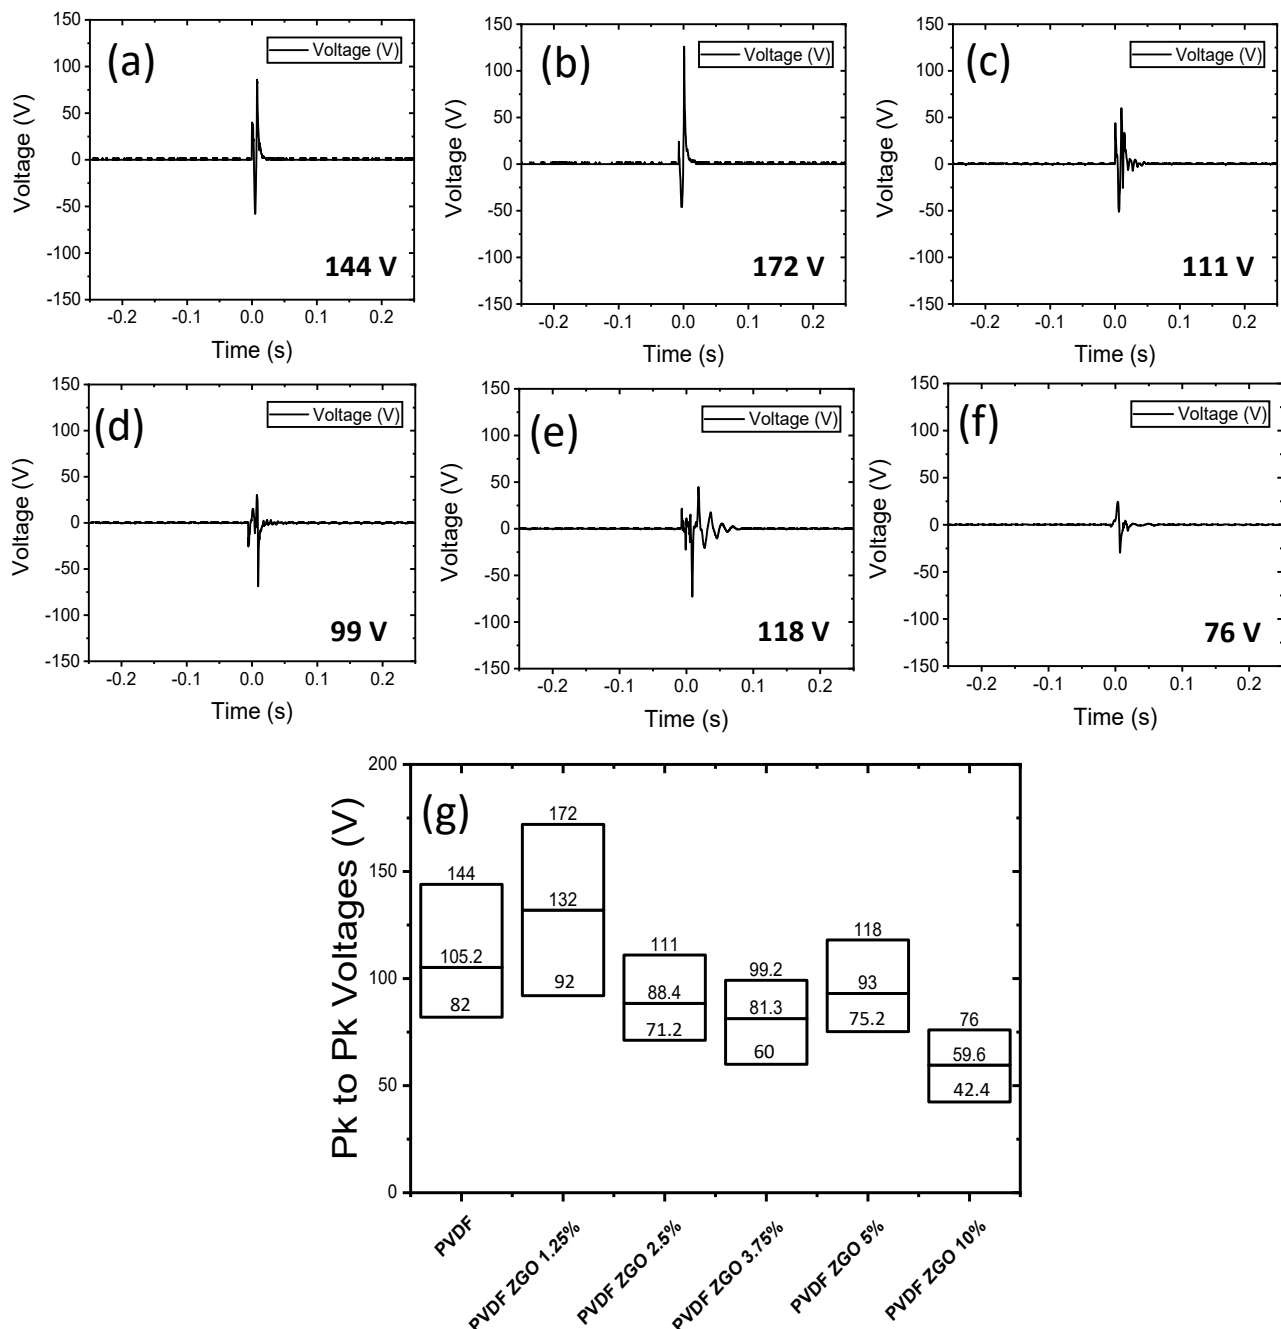 (a)
Voltage (V)
150
100
50
0
-50
-100
-150
Voltage (V)
144 V
-0.2 -0.1 0.0 0.1 0.2
Time (s)
(b)
Voltage (V)
150
100
50
0
-50
-100
-150
Voltage (V)
172 V
-0.2 -0.1 0.0 0.1 0.2
Time (s)
(c)
Voltage (V)
150
100
50
0
-50
-100
-150
Voltage (V)
111 V
-0.2 -0.1 0.0 0.1 0.2
Time (s)
(d)
Voltage (V)
150
100
50
0
-50
-100
-150
Voltage (V)
99 V
-0.2 -0.1 0.0 0.1 0.2
Time (s)
(e)
Voltage (V)
150
100
50
0
-50
-100
-150
Voltage (V)
118 V
-0.2 -0.1 0.0 0.1 0.2
Time (s)
(f)
Voltage (V)
150
100
50
0
-50
-100
-150
Voltage (V)
76 V
-0.2 -0.1 0.0 0.1 0.2
Time (s)
(g)
Pk to Pk Voltages (V)
200
150
100
50
0
144
105.2
82
172
132
92
111
88.4
71.2
99.2
81.3
60
118
93
75.2
76
59.6
42.4
PVDF
PVDF ZGO 1.25%
PVDF ZGO 2.5%
PVDF ZGO 3.75%
PVDF ZGO 5%
PVDF ZGO 10%